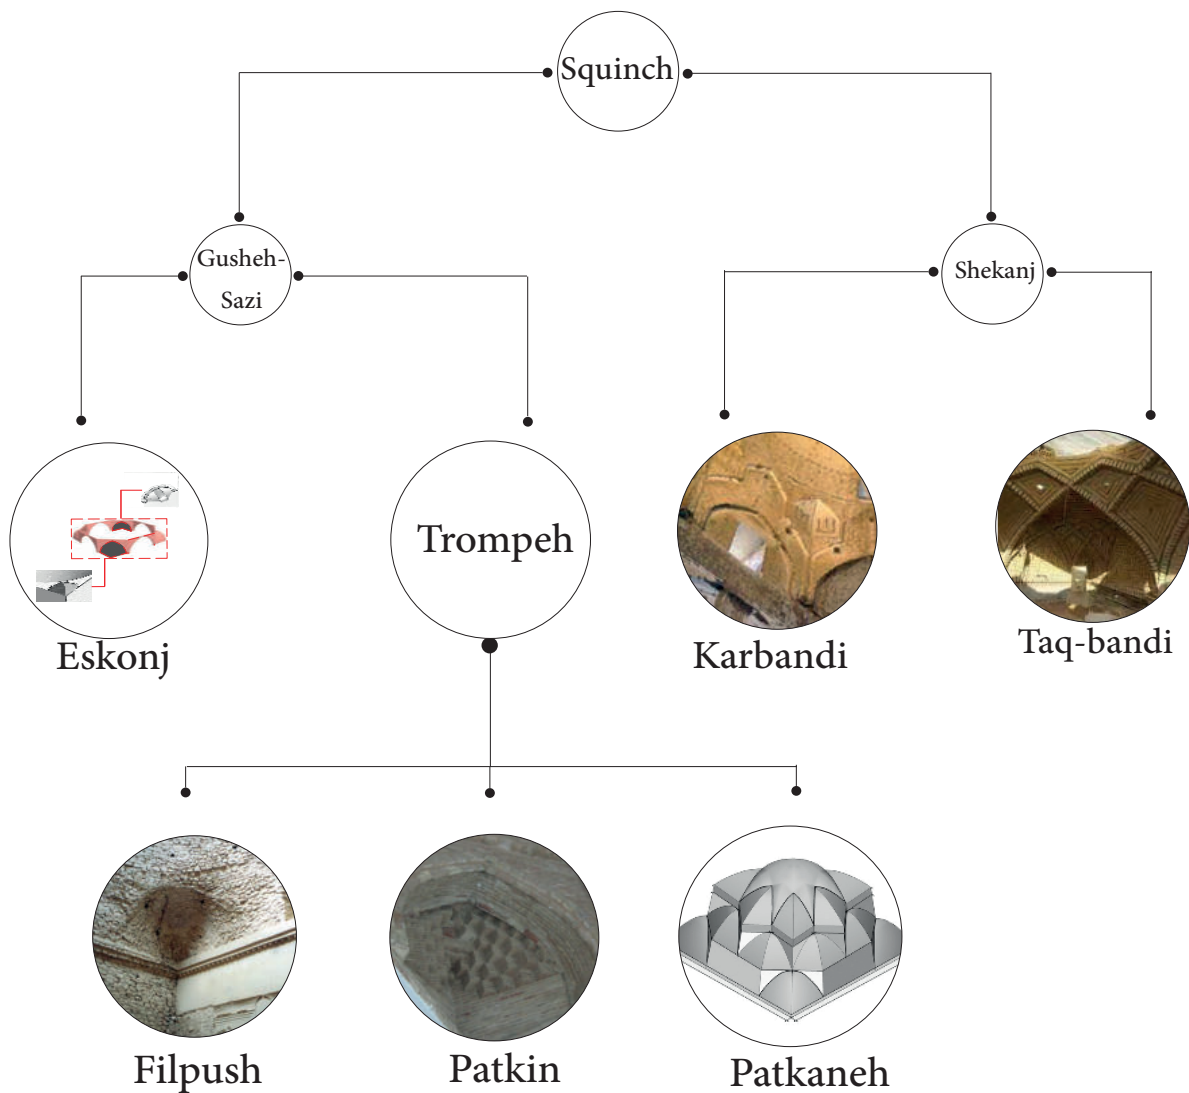 Squinch
Gusheh-
Sazi
Shekanj
Trompeh
Eskonj
Karbandi
Taq-bandi
Filpush
Patkin
Patkaneh